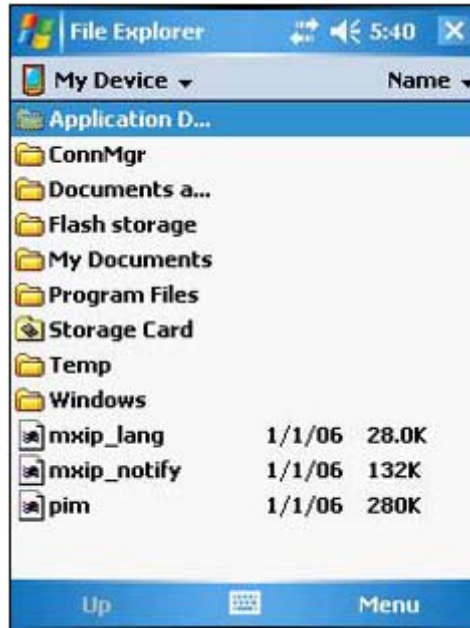 File Explorer 5:40
My Device Name
Application D...
ConnMgr
Documents a...
Flash storage
My Documents
Program Files
Storage Card
Temp
Windows
mxip_lang 1/1/06 28.0K
mxip_notify 1/1/06 132K
pim 1/1/06 280K
Up Menu